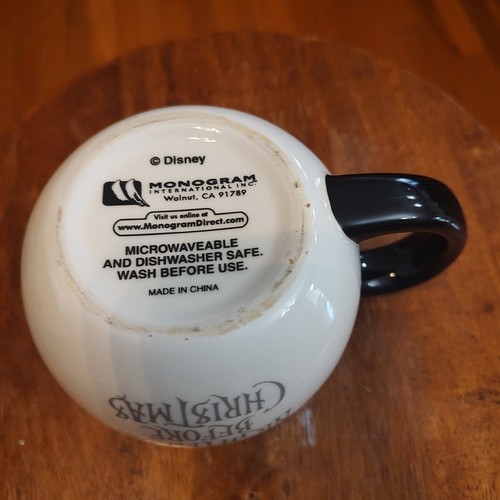 © Disney
MONOGRAM
INTERNATIONAL INC.
Walnut, CA 91789
Visit us online at
www.MonogramDirect.com
MICROWAVEABLE
AND DISHWASHER SAFE.
WASH BEFORE USE.
MADE IN CHINA
BEFORE
CHRISTMAS